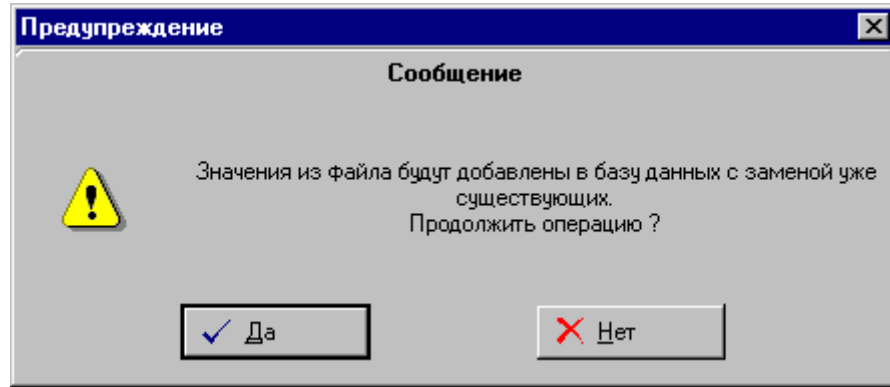 Предупреждение
Сообщение
Значения из файла будут добавлены в базу данных с заменой уже
существующих.
Продолжить операцию ?
Да
Нет